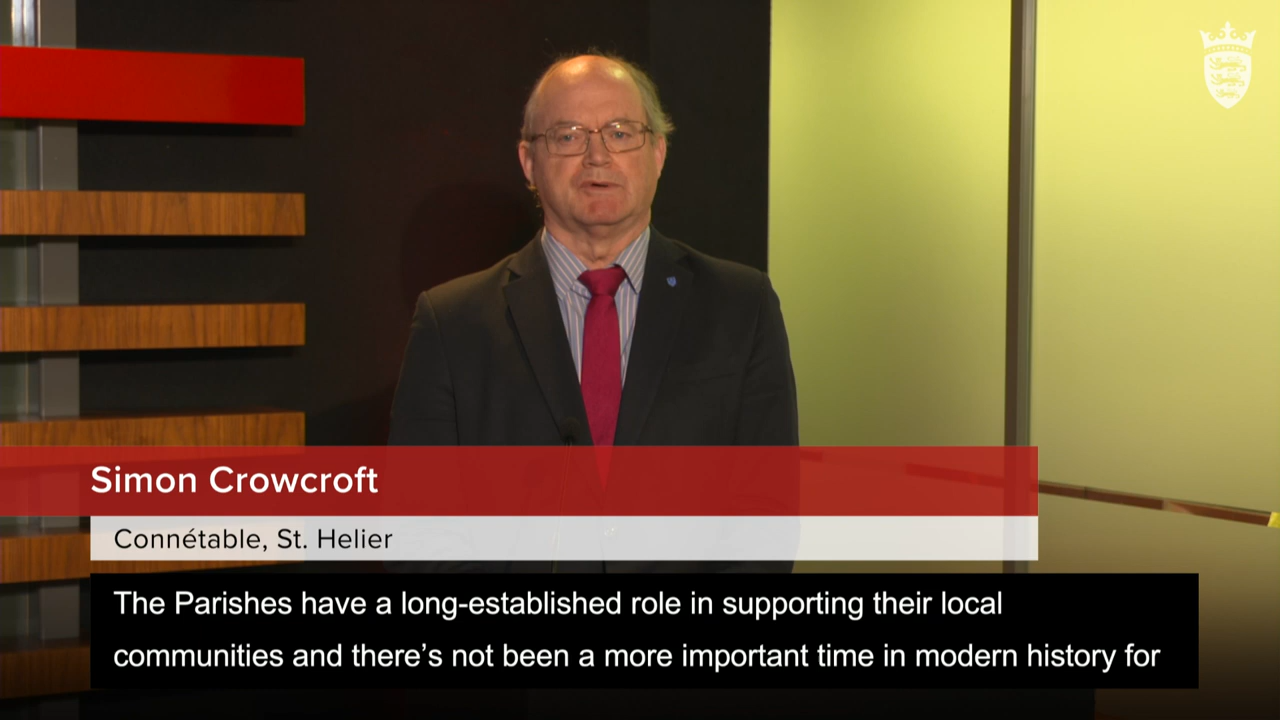 Simon Crowcroft
Connétable, St. Helier
The Parishes have a long-established role in supporting their local
communities and there’s not been a more important time in modern history for